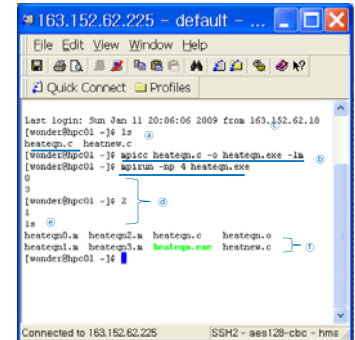 163.152.62.225 - default - ...
File Edit View Window Help
Quick Connect Profiles
Last login: Sun Jan 11 20:06:06 2009 from 163.152.62.18
ⓒ
[wonder@hpc01 ~]$ ls
ⓐ
heateqn.c heatnew.c
[wonder@hpc01 ~]$ mpicc heateqn.c -o heateqn.exe -lm
ⓑ
[wonder@hpc01 ~]$ mpirun -np 4 heateqn.exe
0
3
[wonder@hpc01 ~]$ 2
ⓓ
1
ls
ⓔ
heateqn0.m heateqn2.m heateqn.c heateqn.o
heateqn1.m heateqn3.m heateqn.exe heatnew.c
ⓕ
[wonder@hpc01 ~]$
Connected to 163.152.62.225 SSH2 - aes128-cbc - hma